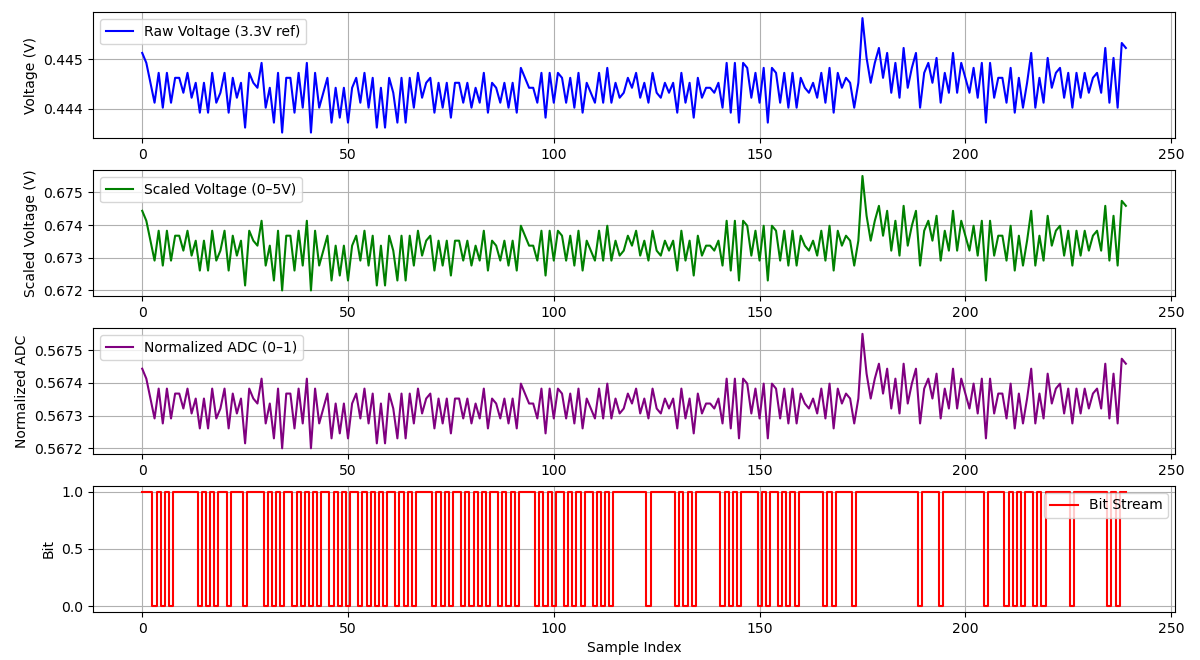 Voltage (V)
Raw Voltage (3.3V ref)
0.445
0.444
0 50 100 150 200 250
Scaled Voltage (V)
Scaled Voltage (0–5V)
0.675
0.674
0.673
0.672
0 50 100 150 200 250
Normalized ADC
Normalized ADC (0–1)
0.5675
0.5674
0.5673
0.5672
0 50 100 150 200 250
Bit
Bit Stream
1.0
0.5
0.0
0 50 100 150 200 250
Sample Index